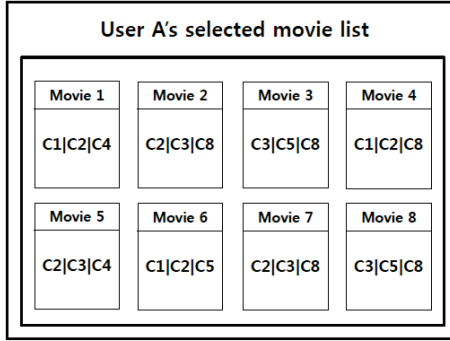 User A's selected movie list
Movie 1 Movie 2 Movie 3 Movie 4
C1|C2|C4 C2|C3|C8 C3|C5|C8 C1|C2|C8
Movie 5 Movie 6 Movie 7 Movie 8
C2|C3|C4 C1|C2|C5 C2|C3|C8 C3|C5|C8